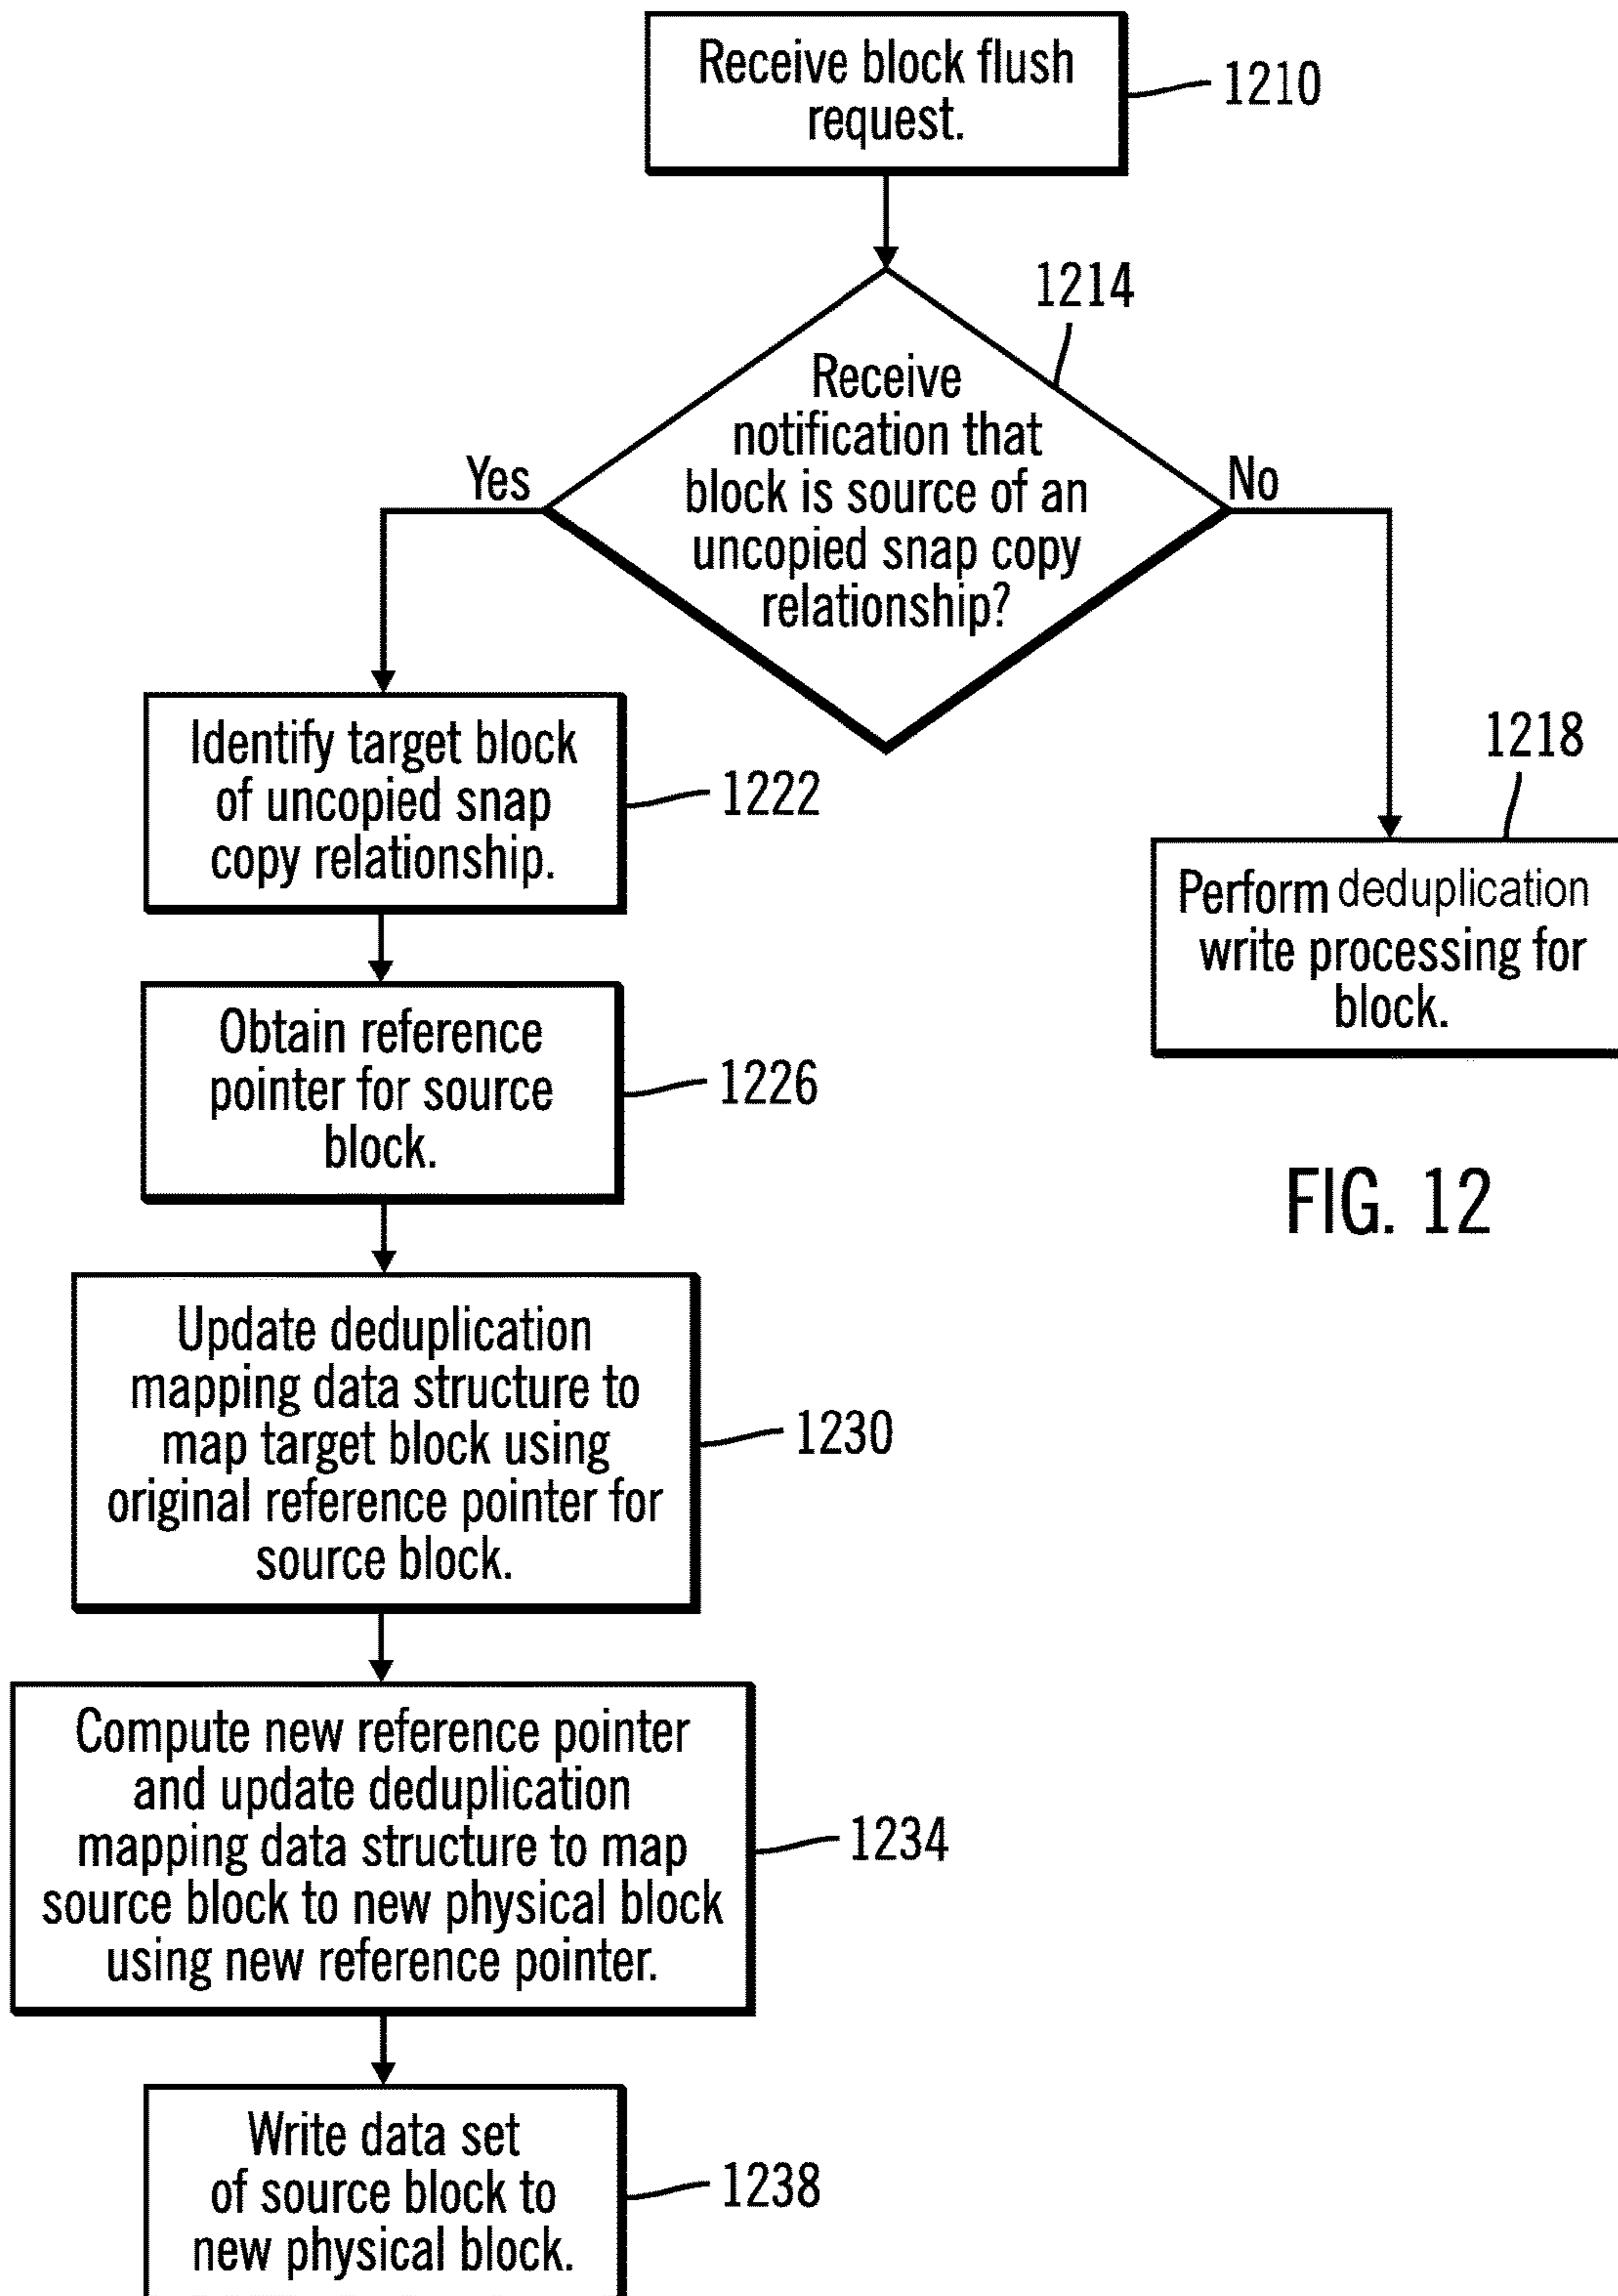 Receive block flush
request.
1210
1214
Receive
notification that
block is source of an
uncopied snap copy
relationship?
Yes
No
Identify target block
of uncopied snap
copy relationship.
1222
1218
Perform deduplication
write processing for
block.
Obtain reference
pointer for source
block.
1226
FIG. 12
Update deduplication
mapping data structure to
map target block using
original reference pointer for
source block.
1230
Compute new reference pointer
and update deduplication
mapping data structure to map
source block to new physical block
using new reference pointer.
1234
Write data set
of source block to
new physical block.
1238